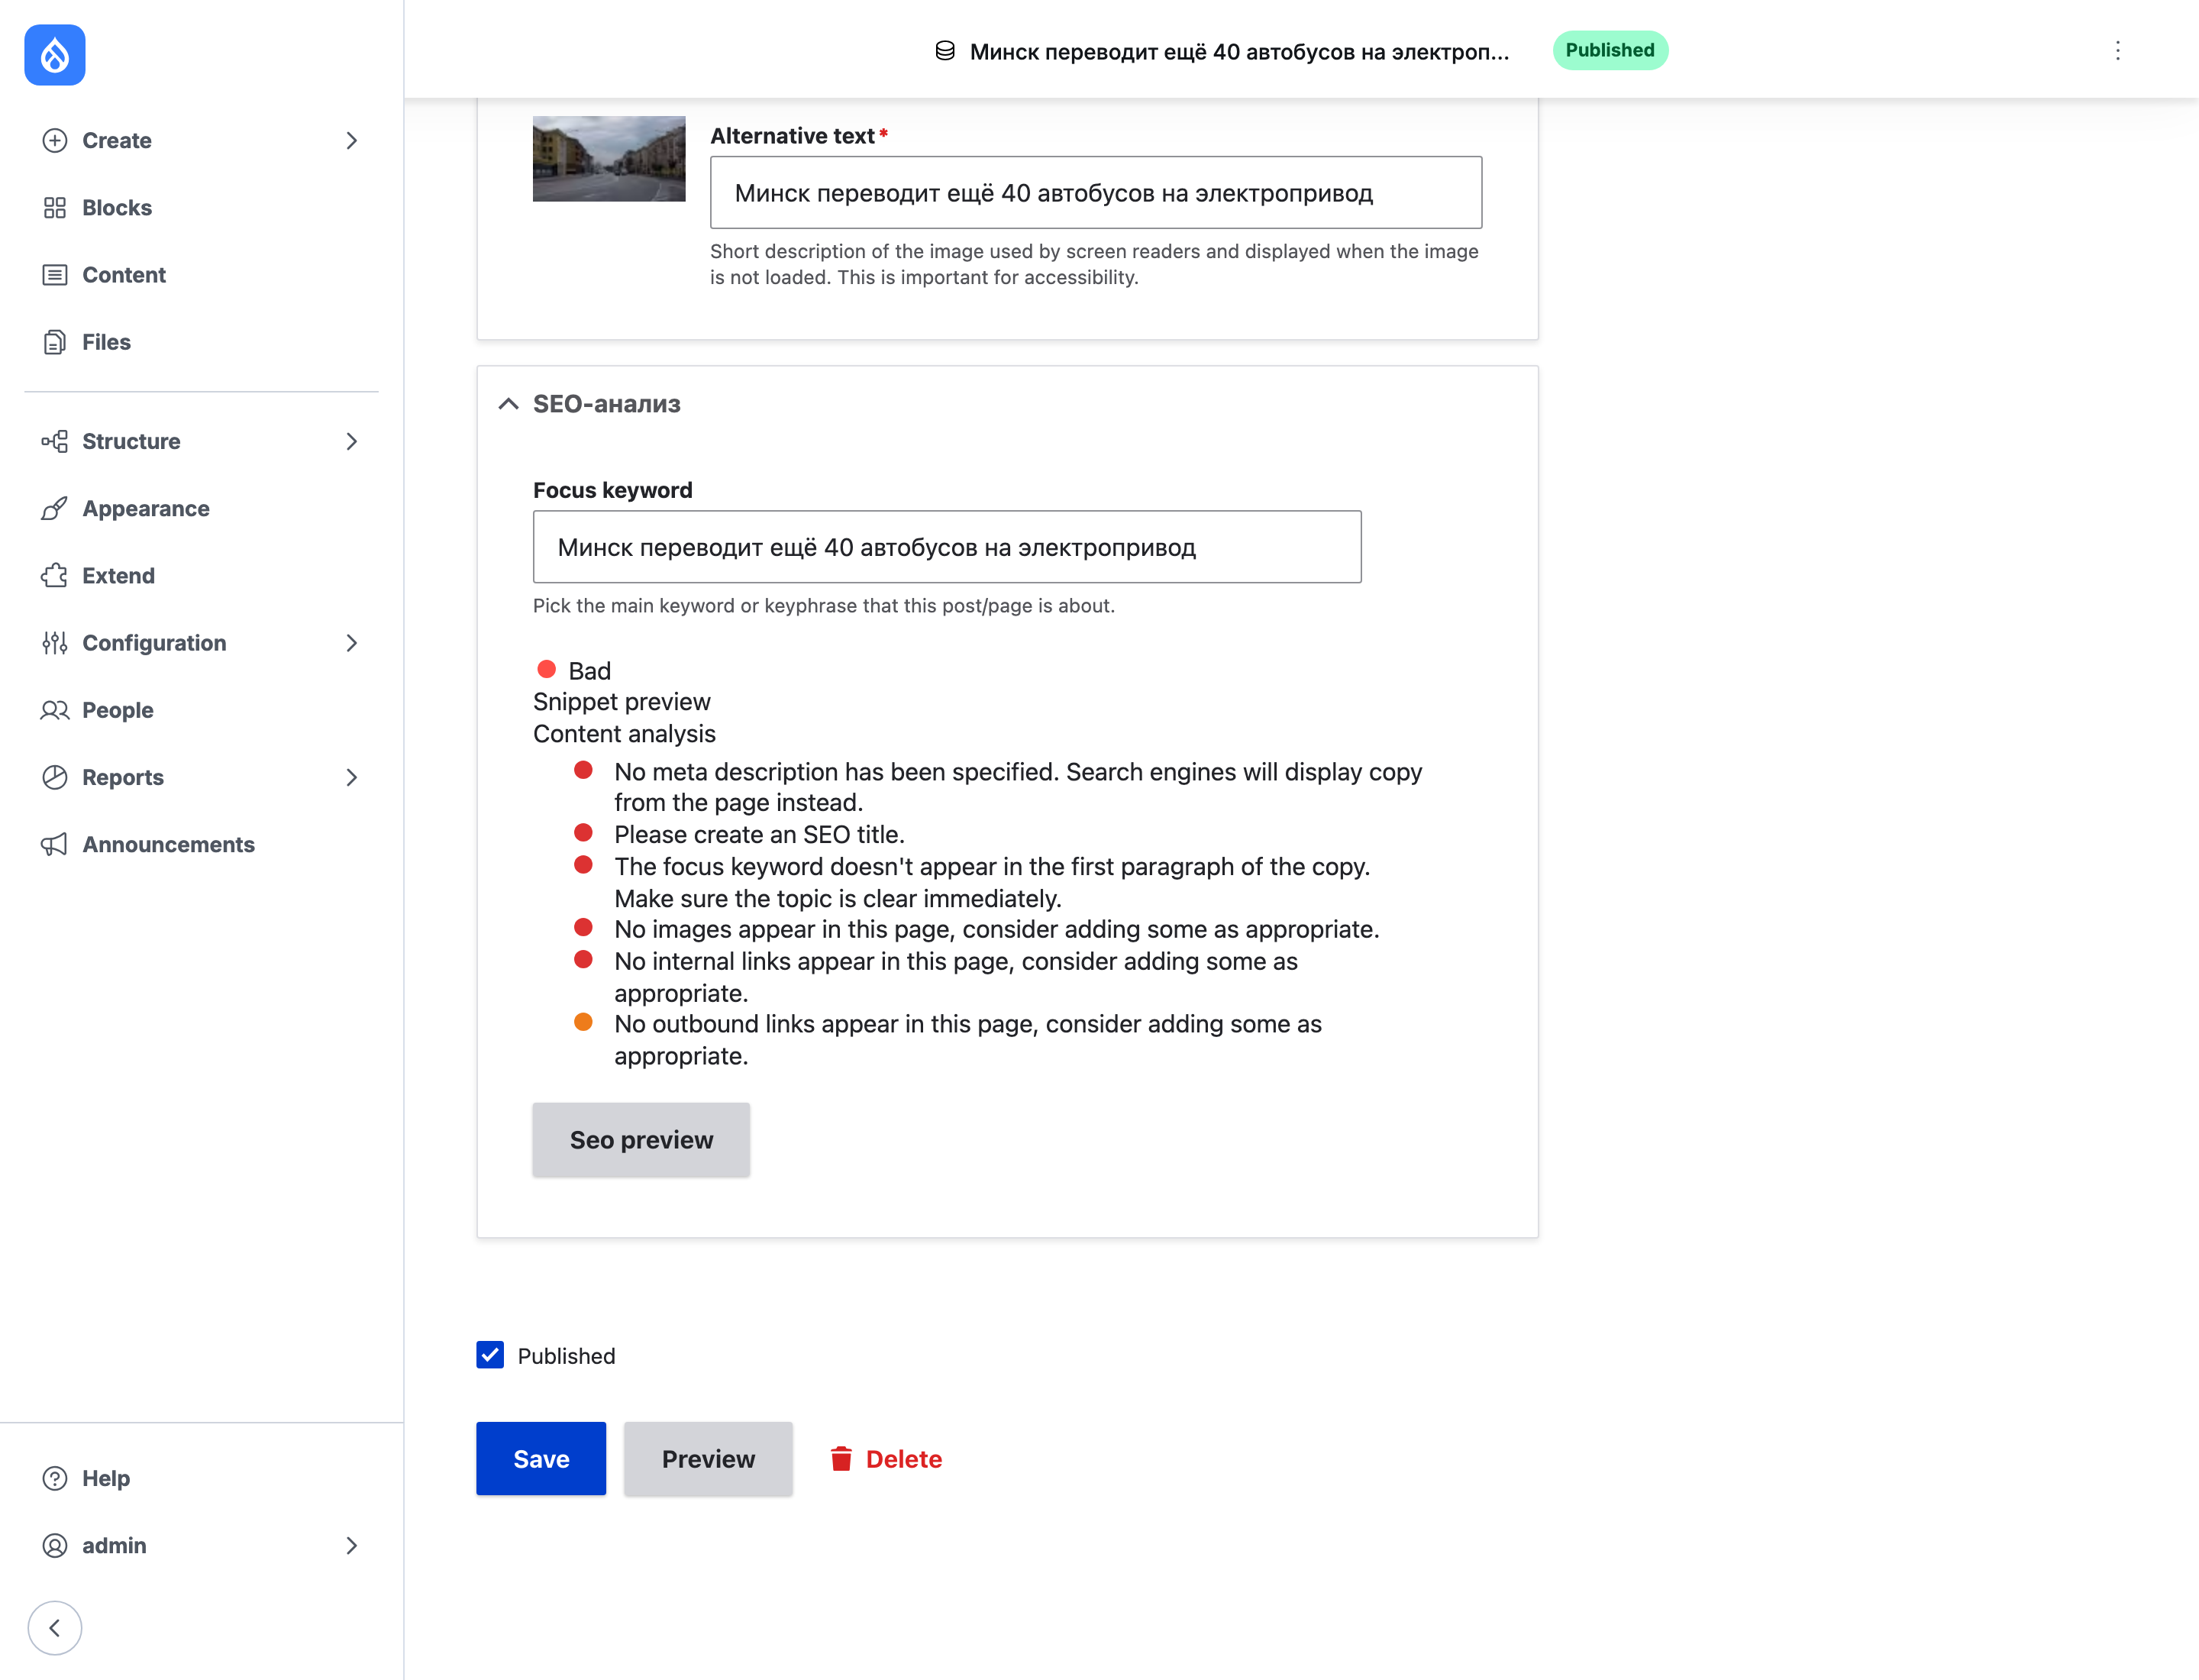 Create
Blocks
Content
Files
Structure
Appearance
Extend
Configuration
People
Reports
Announcements
Help
admin
Минск переводит ещё 40 автобусов на электроп...
Published
Alternative text*
Минск переводит ещё 40 автобусов на электропривод
Short description of the image used by screen readers and displayed when the image
is not loaded. This is important for accessibility.
SEO-анализ
Focus keyword
Минск переводит ещё 40 автобусов на электропривод
Pick the main keyword or keyphrase that this post/page is about.
Bad
Snippet preview
Content analysis
No meta description has been specified. Search engines will display copy
from the page instead.
Please create an SEO title.
The focus keyword doesn't appear in the first paragraph of the copy.
Make sure the topic is clear immediately.
No images appear in this page, consider adding some as appropriate.
No internal links appear in this page, consider adding some as
appropriate.
No outbound links appear in this page, consider adding some as
appropriate.
Seo preview
Published
Save
Preview
Delete